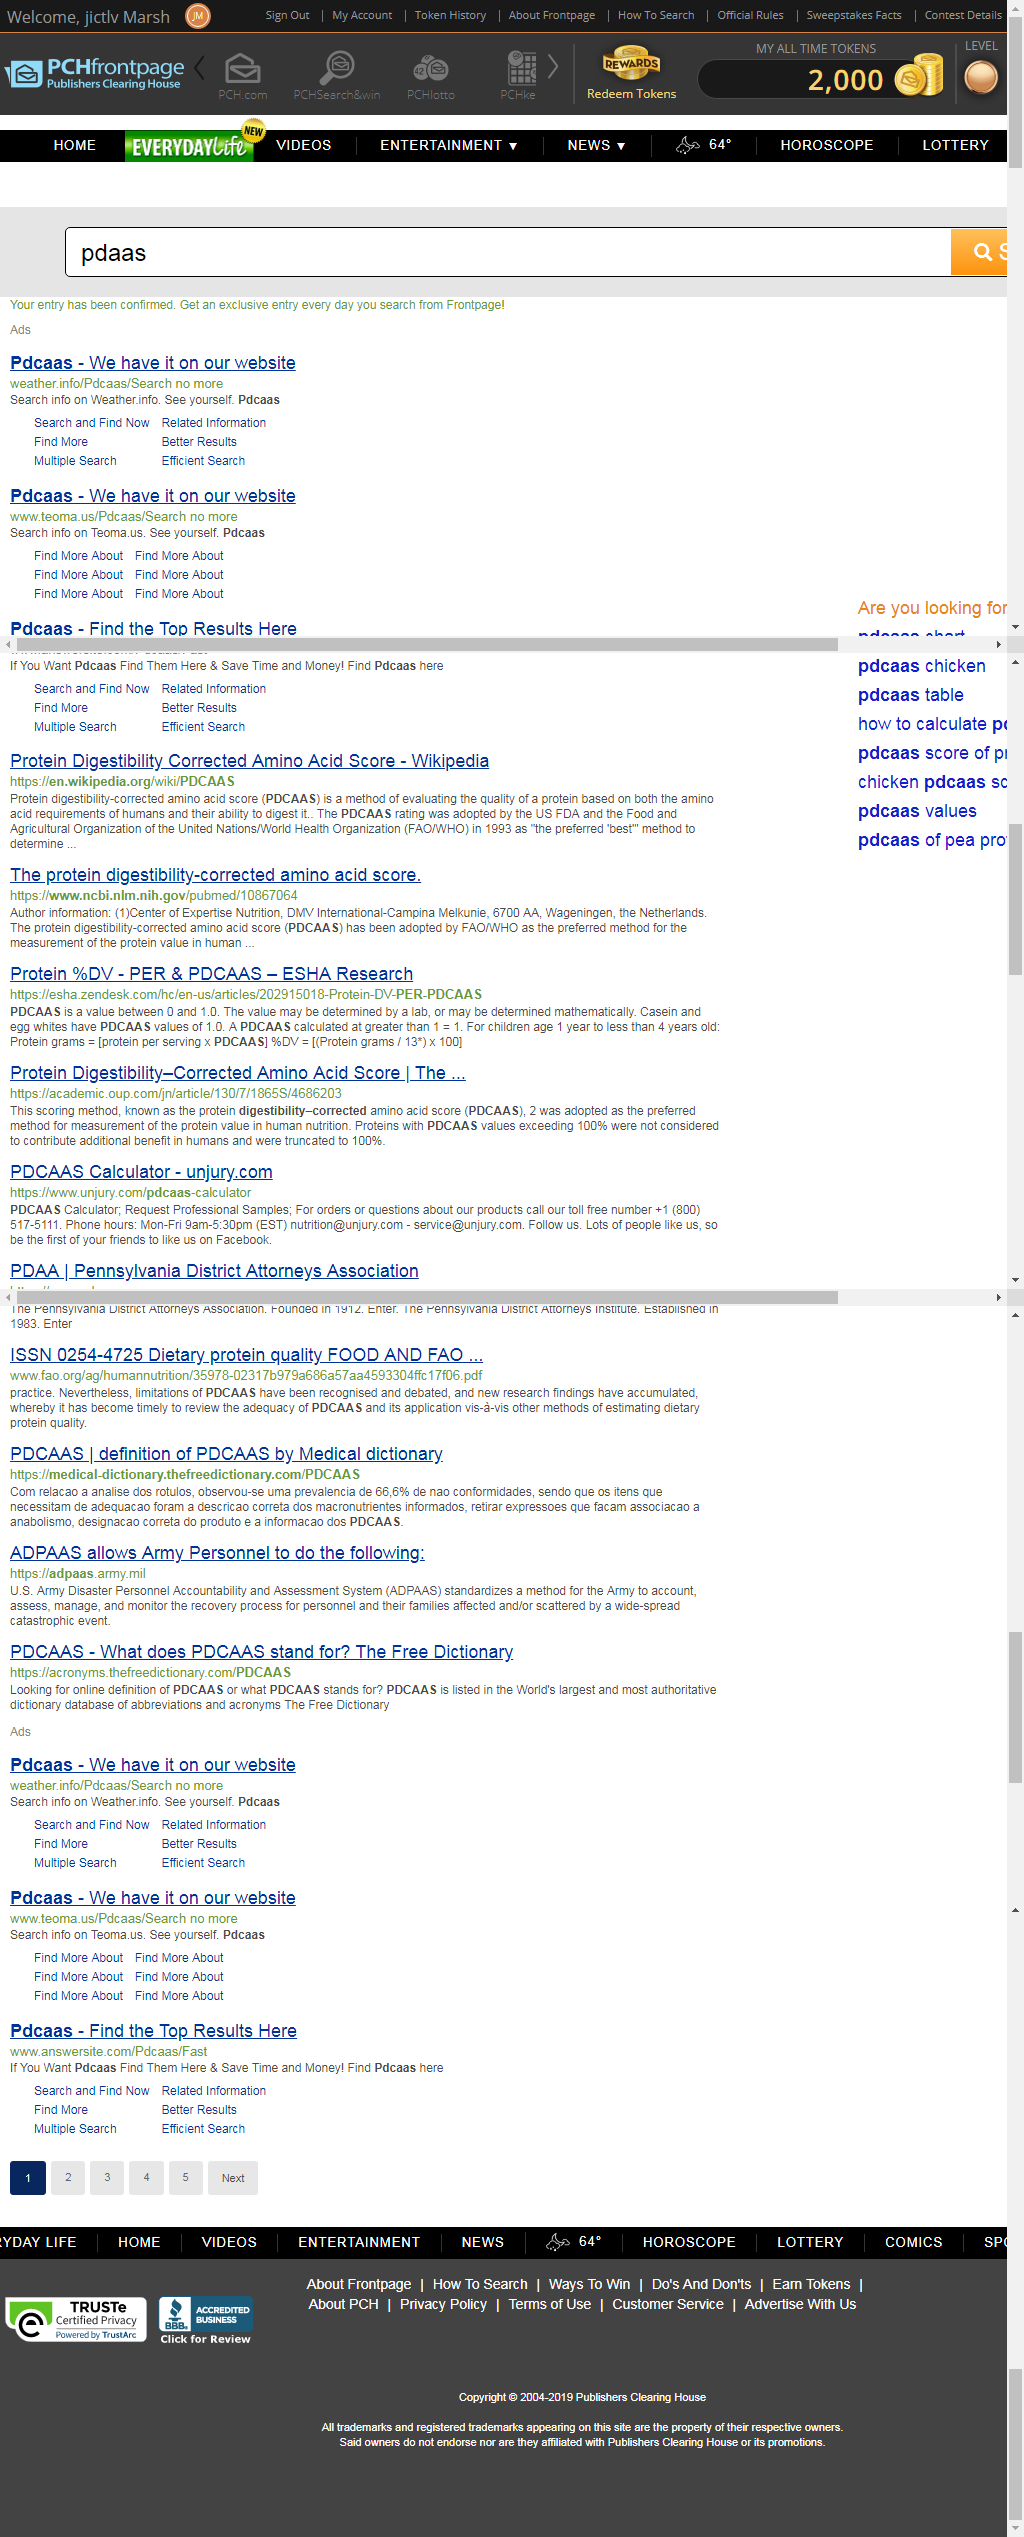 Welcome, jictlv Marsh JM Sign Out | My Account | Token History | About Frontpage | How To Search | Official Rules | Sweepstakes Facts | Contest Details
PCHfrontpage
Publishers Clearing House
PCH.com PCHSearch&win PCHlotto PCHke
REWARDS
Redeem Tokens
MY ALL TIME TOKENS
2,000
LEVEL
HOME EVERYDAY Life NEW VIDEOS ENTERTAINMENT ▼ NEWS ▼ 64° HOROSCOPE LOTTERY
pdaas
Your entry has been confirmed. Get an exclusive entry every day you search from Frontpage!
Ads
Pdcaas - We have it on our website
weather.info/Pdcaas/Search no more
Search info on Weather.info. See yourself. Pdcaas
Search and Find Now Related Information
Find More Better Results
Multiple Search Efficient Search
Pdcaas - We have it on our website
www.teoma.us/Pdcaas/Search no more
Search info on Teoma.us. See yourself. Pdcaas
Find More About Find More About
Find More About Find More About
Find More About Find More About
Pdcaas - Find the Top Results Here
If You Want Pdcaas Find Them Here & Save Time and Money! Find Pdcaas here
Search and Find Now Related Information
Find More Better Results
Multiple Search Efficient Search
Are you looking for
pdcaas chart
pdcaas chicken
pdcaas table
how to calculate
pdcaas score of
chicken pdcaas
pdcaas values
pdcaas of pea
Protein Digestibility Corrected Amino Acid Score - Wikipedia
https://en.wikipedia.org/wiki/PDCAAS
Protein digestibility-corrected amino acid score (PDCAAS) is a method of evaluating the quality of a protein based on both the amino
acid requirements of humans and their ability to digest it.. The PDCAAS rating was adopted by the US FDA and the Food and
Agricultural Organization of the United Nations/World Health Organization (FAO/WHO) in 1993 as "the preferred 'best'" method to
determine ...
The protein digestibility-corrected amino acid score.
https://www.ncbi.nlm.nih.gov/pubmed/10867064
Author information: (1)Center of Expertise Nutrition, DMV International-Campina Melkunie, 6700 AA, Wageningen, the Netherlands.
The protein digestibility-corrected amino acid score (PDCAAS) has been adopted by FAO/WHO as the preferred method for the
measurement of the protein value in human ...
Protein %DV - PER & PDCAAS – ESHA Research
https://esha.zendesk.com/hc/en-us/articles/202915018-Protein-DV-PER-PDCAAS
PDCAAS is a value between 0 and 1.0. The value may be determined by a lab, or may be determined mathematically. Casein and
egg whites have PDCAAS values of 1.0. A PDCAAS calculated at greater than 1 = 1. For children age 1 year to less than 4 years old:
Protein grams = [protein per serving x PDCAAS] %DV = [(Protein grams / 13*) x 100]
Protein Digestibility–Corrected Amino Acid Score | The ...
https://academic.oup.com/jn/article/130/7/1865S/4686203
This scoring method, known as the protein digestibility–corrected amino acid score (PDCAAS), 2 was adopted as the preferred
method for measurement of the protein value in human nutrition. Proteins with PDCAAS values exceeding 100% were not considered
to contribute additional benefit in humans and were truncated to 100%.
PDCAAS Calculator - unjury.com
https://www.unjury.com/pdcaas-calculator
PDCAAS Calculator; Request Professional Samples; For orders or questions about our products call our toll free number +1 (800)
517-5111. Phone hours: Mon-Fri 9am-5:30pm (EST) nutrition@unjury.com - service@unjury.com. Follow us. Lots of people like us, so
be the first of your friends to like us on Facebook.
PDAA | Pennsylvania District Attorneys Association
The Pennsylvania District Attorneys Association. Founded in 1912. Enter. The Pennsylvania District Attorneys Institute. Established in
1983. Enter
ISSN 0254-4725 Dietary protein quality FOOD AND FAO ...
www.fao.org/ag/humannutrition/35978-02317b979a686a57aa4593304ffc17f06.pdf
practice. Nevertheless, limitations of PDCAAS have been recognised and debated, and new research findings have accumulated,
whereby it has become timely to review the adequacy of PDCAAS and its application vis-à-vis other methods of estimating dietary
protein quality.
PDCAAS | definition of PDCAAS by Medical dictionary
https://medical-dictionary.thefreedictionary.com/PDCAAS
Com relacao a analise dos rotulos, observou-se uma prevalencia de 66,6% de nao conformidades, sendo que os itens que
necessitam de adequacao foram a descricao correta dos macronutrientes informados, retirar expressoes que facam associacao a
anabolismo, designacao correta do produto e a informacao dos PDCAAS.
ADPAAS allows Army Personnel to do the following:
https://adpaas.army.mil
U.S. Army Disaster Personnel Accountability and Assessment System (ADPAAS) standardizes a method for the Army to account,
assess, manage, and monitor the recovery process for personnel and their families affected and/or scattered by a wide-spread
catastrophic event.
PDCAAS - What does PDCAAS stand for? The Free Dictionary
https://acronyms.thefreedictionary.com/PDCAAS
Looking for online definition of PDCAAS or what PDCAAS stands for? PDCAAS is listed in the World's largest and most authoritative
dictionary database of abbreviations and acronyms The Free Dictionary
Ads
Pdcaas - We have it on our website
weather.info/Pdcaas/Search no more
Search info on Weather.info. See yourself. Pdcaas
Search and Find Now Related Information
Find More Better Results
Multiple Search Efficient Search
Pdcaas - We have it on our website
www.teoma.us/Pdcaas/Search no more
Search info on Teoma.us. See yourself. Pdcaas
Find More About Find More About
Find More About Find More About
Find More About Find More About
Pdcaas - Find the Top Results Here
www.answersite.com/Pdcaas/Fast
If You Want Pdcaas Find Them Here & Save Time and Money! Find Pdcaas here
Search and Find Now Related Information
Find More Better Results
Multiple Search Efficient Search
1 2 3 4 5 Next
RYDAY LIFE HOME VIDEOS ENTERTAINMENT NEWS 64° HOROSCOPE LOTTERY COMICS
About Frontpage | How To Search | Ways To Win | Do's And Don'ts | Earn Tokens |
About PCH | Privacy Policy | Terms of Use | Customer Service | Advertise With Us
TRUSTe
Certified Privacy
Powered by TrustArc
BBB ACCREDITED BUSINESS
Click for Review
Copyright © 2004-2019 Publishers Clearing House
All trademarks and registered trademarks appearing on this site are the property of their respective owners.
Said owners do not endorse nor are they affiliated with Publishers Clearing House or its promotions.